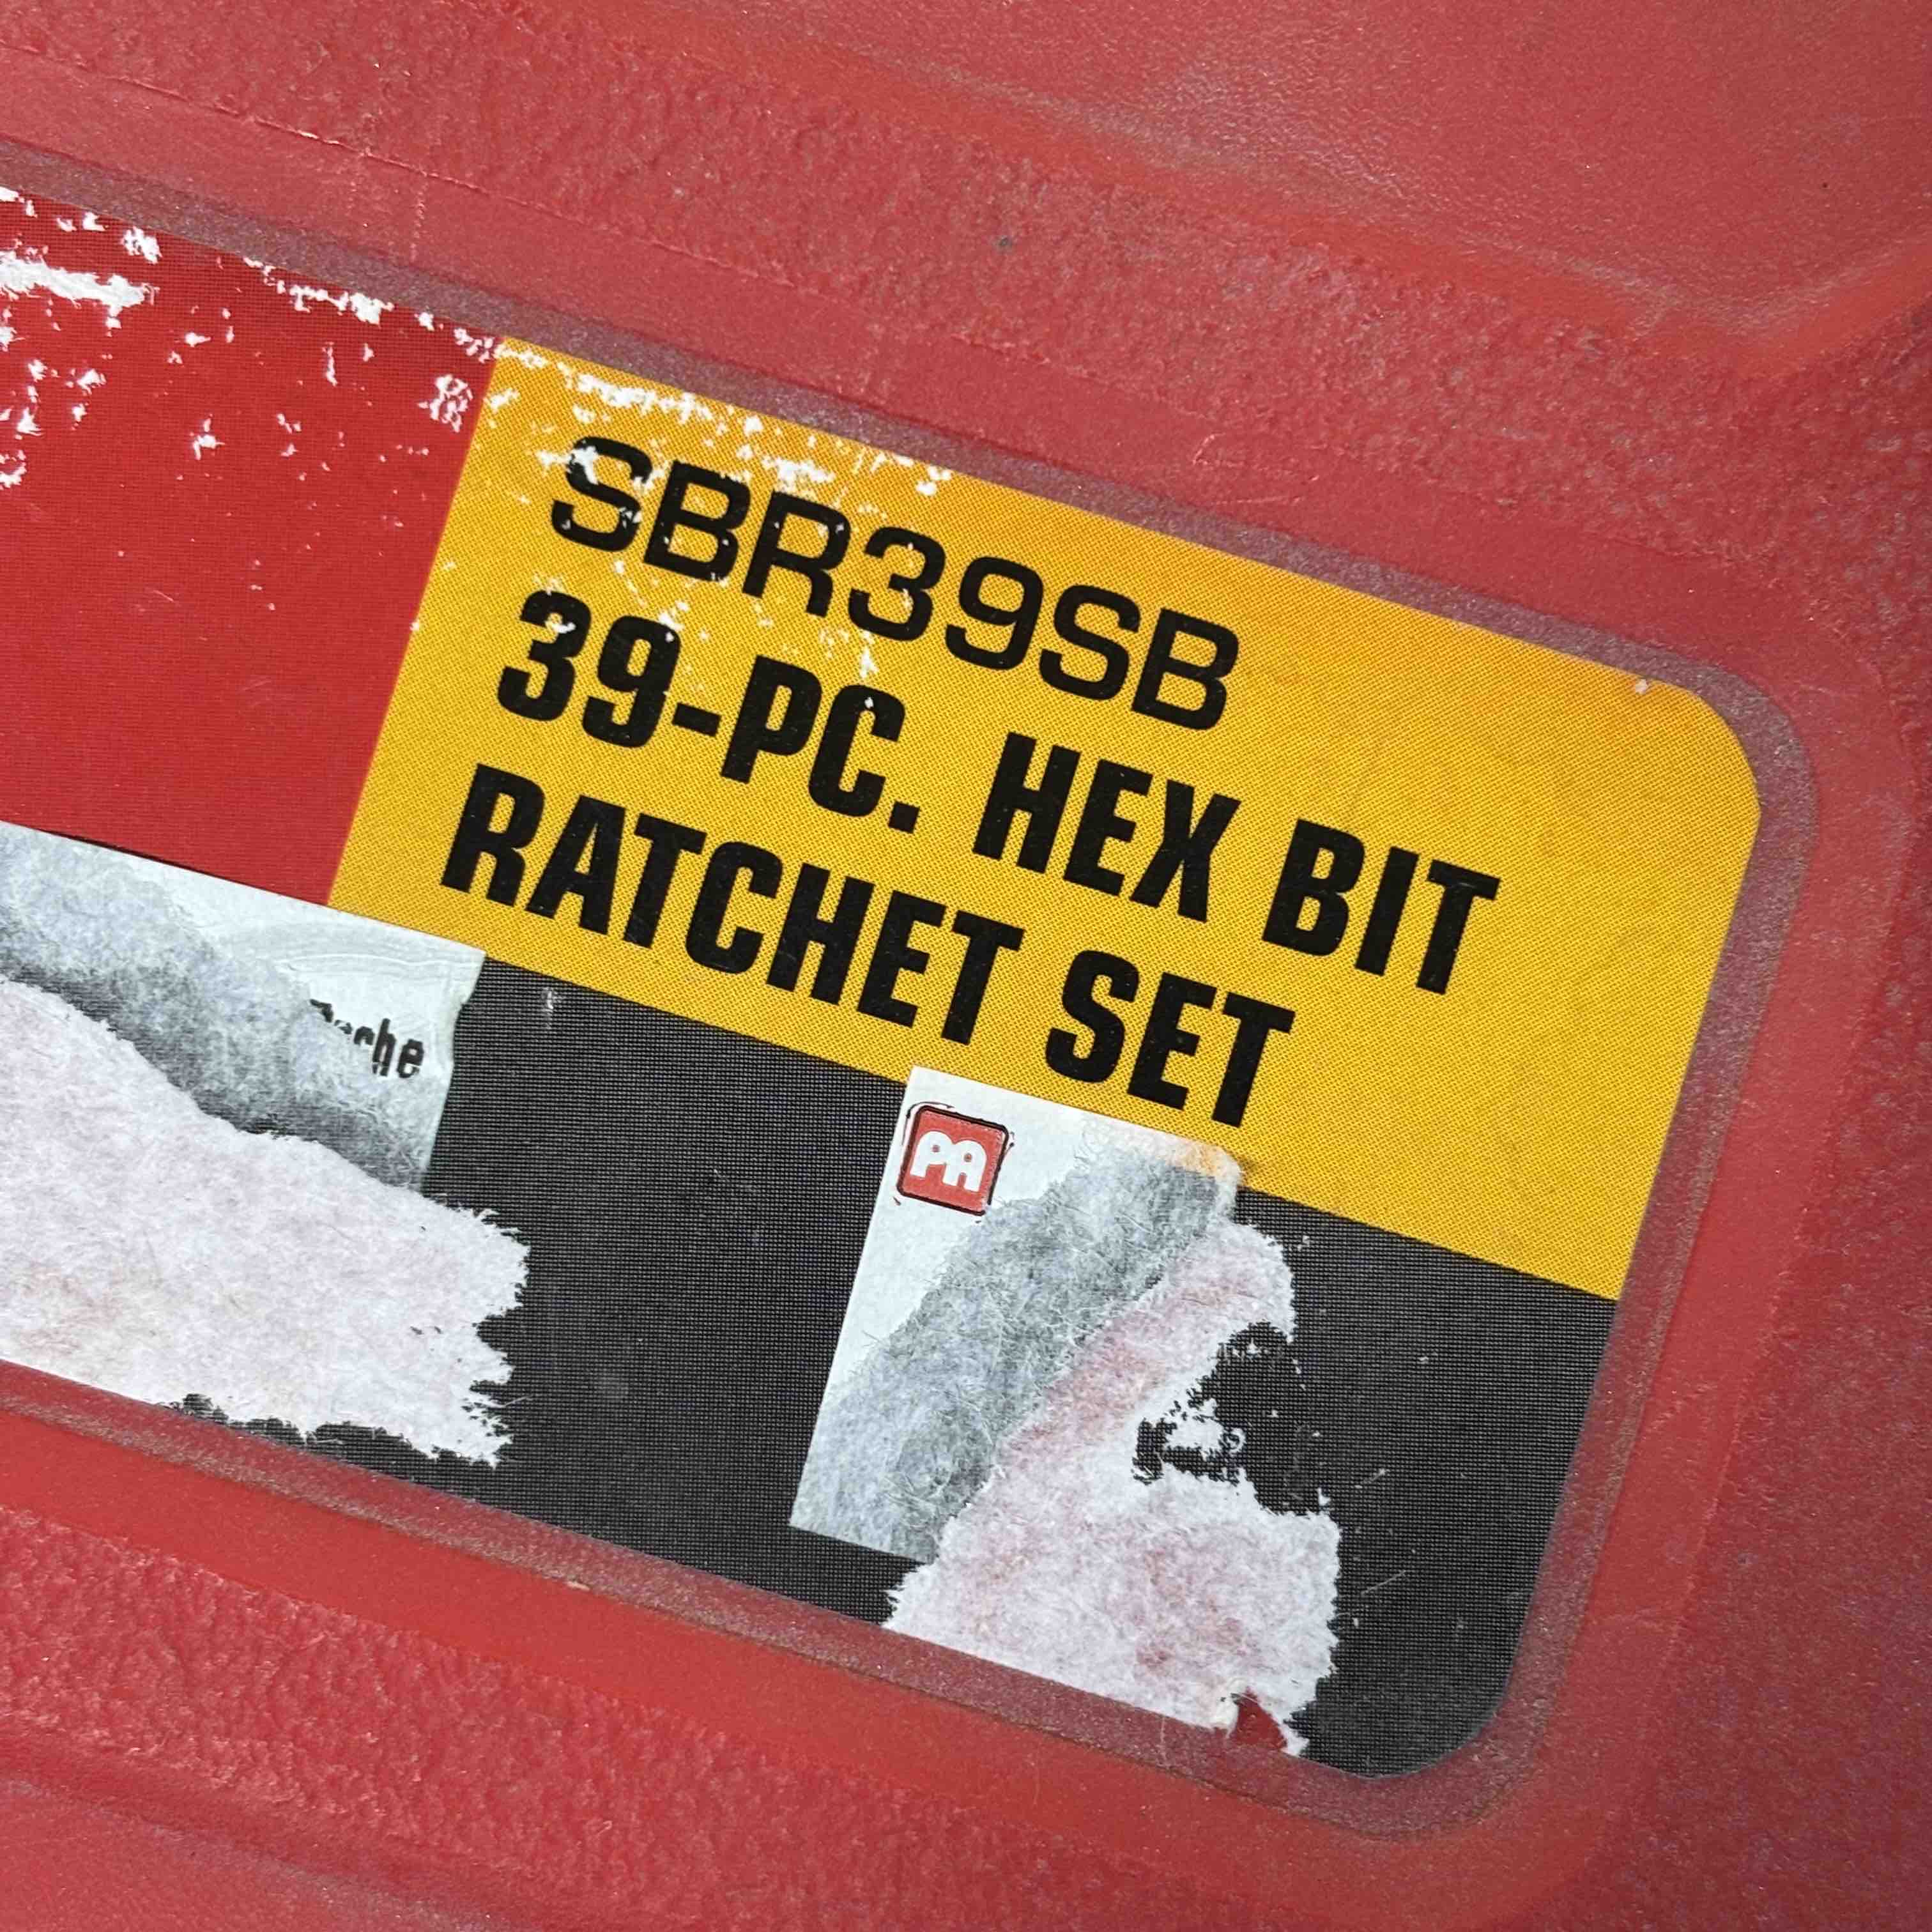 SBR39SB
39-PC. HEX BIT
RATCHET SET
PA